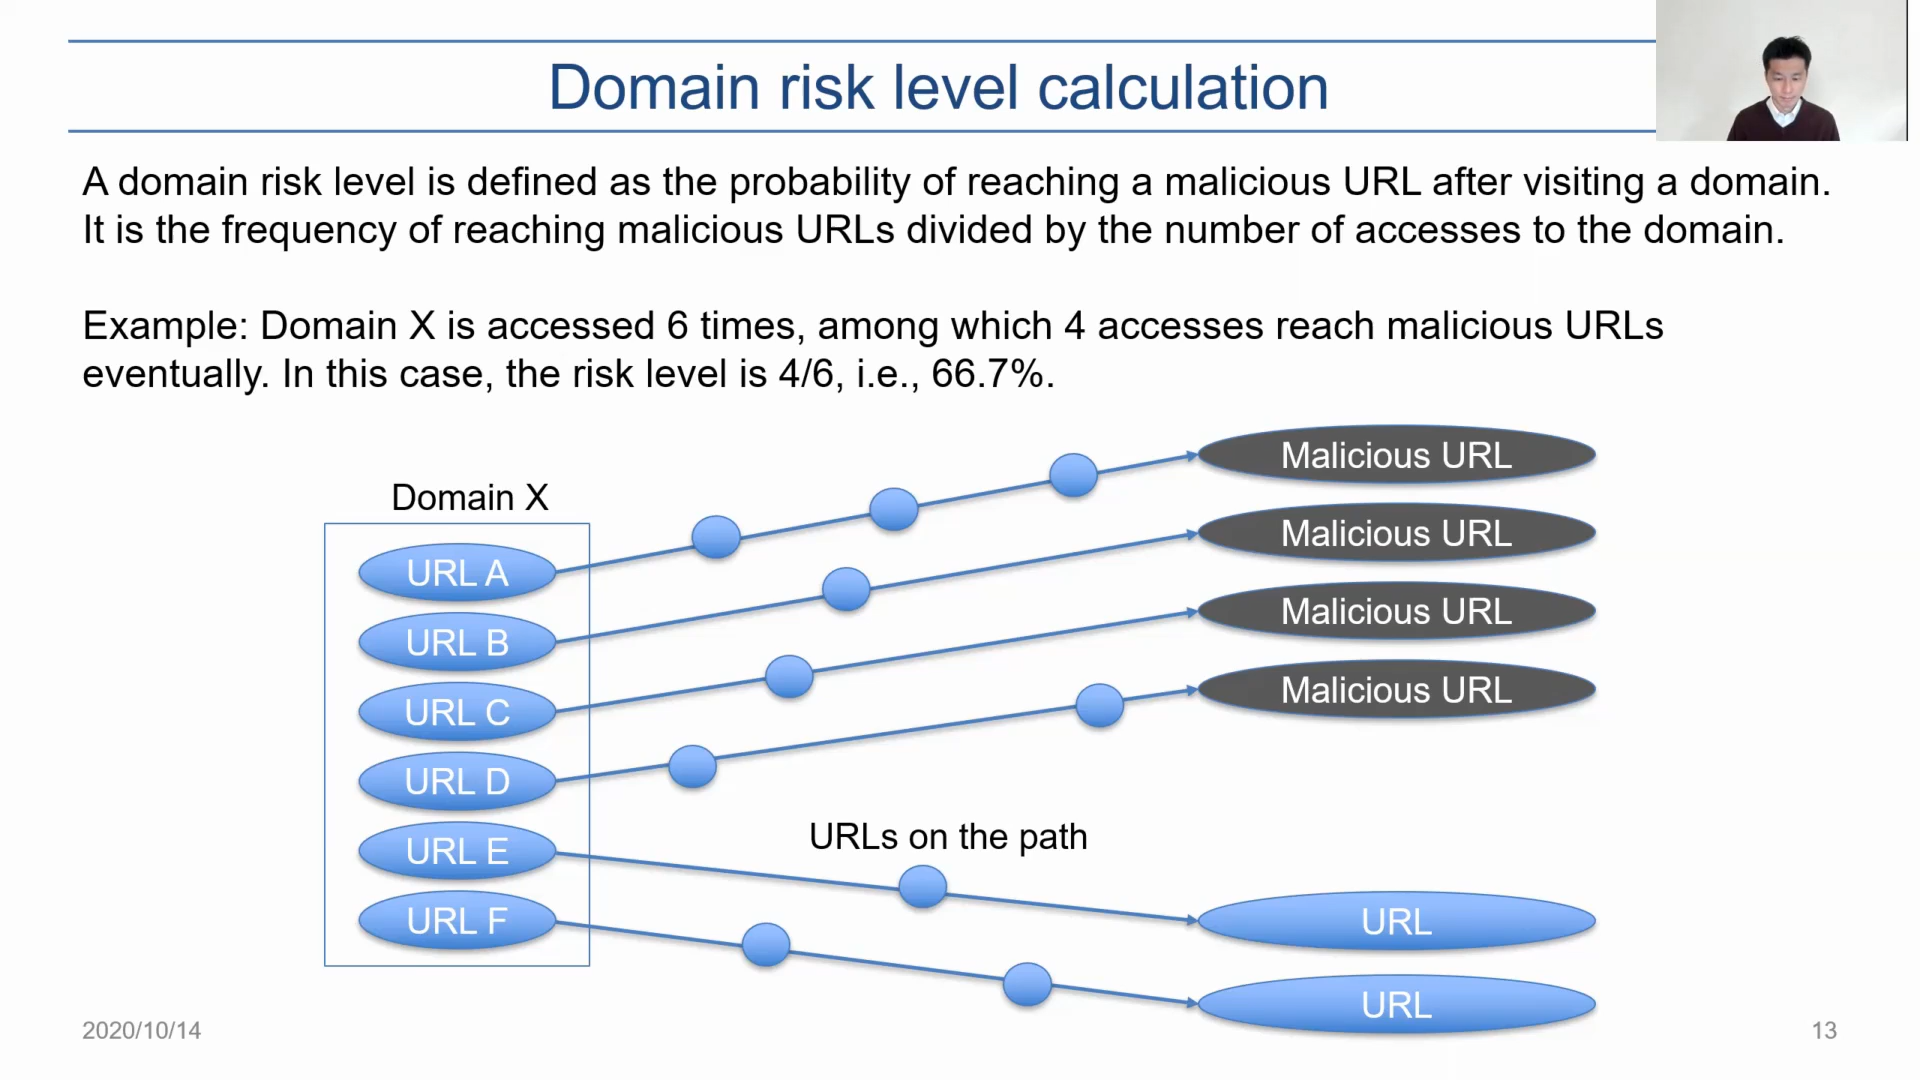 Domain risk level calculation
A domain risk level is defined as the probability of reaching a malicious URL after visiting a domain.
It is the frequency of reaching malicious URLs divided by the number of accesses to the domain.
Example: Domain X is accessed 6 times, among which 4 accesses reach malicious URLs
eventually. In this case, the risk level is 4/6, i.e., 66.7%.
Domain X
URL A
URL B
URL C
URL D
URL E
URL F
Malicious URL
Malicious URL
Malicious URL
Malicious URL
URLs on the path
URL
URL
2020/10/14
13